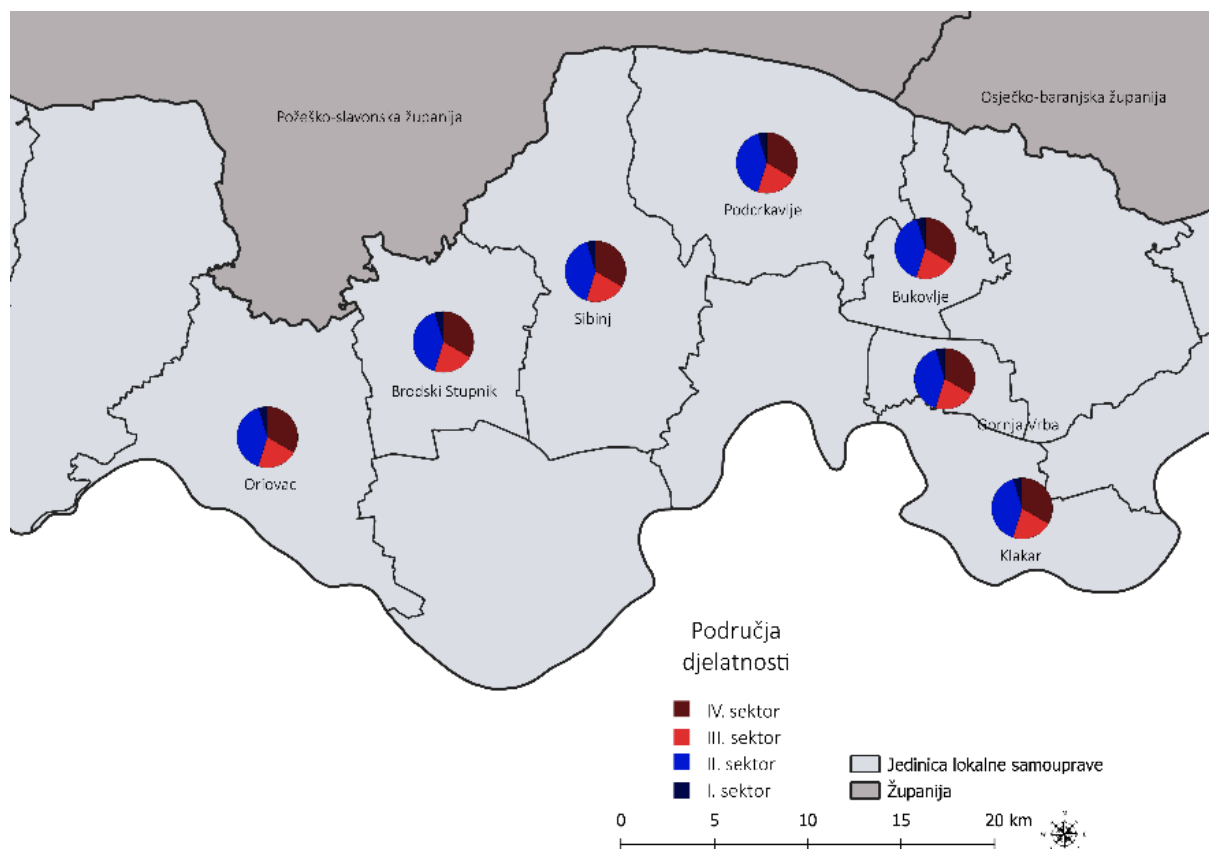 Osječko-baranjska županija
Požeško-slavonska županija
Podcrkavlje
Bukovlje
Sibinj
Brodski Stupnik
Gornja Vrba
Oriovac
Klakar
Područja
djelatnosti
IV. sektor
III. sektor
II. sektor
I. sektor
Jedinica lokalne samouprave
Županija
0 5 10 15 20 km